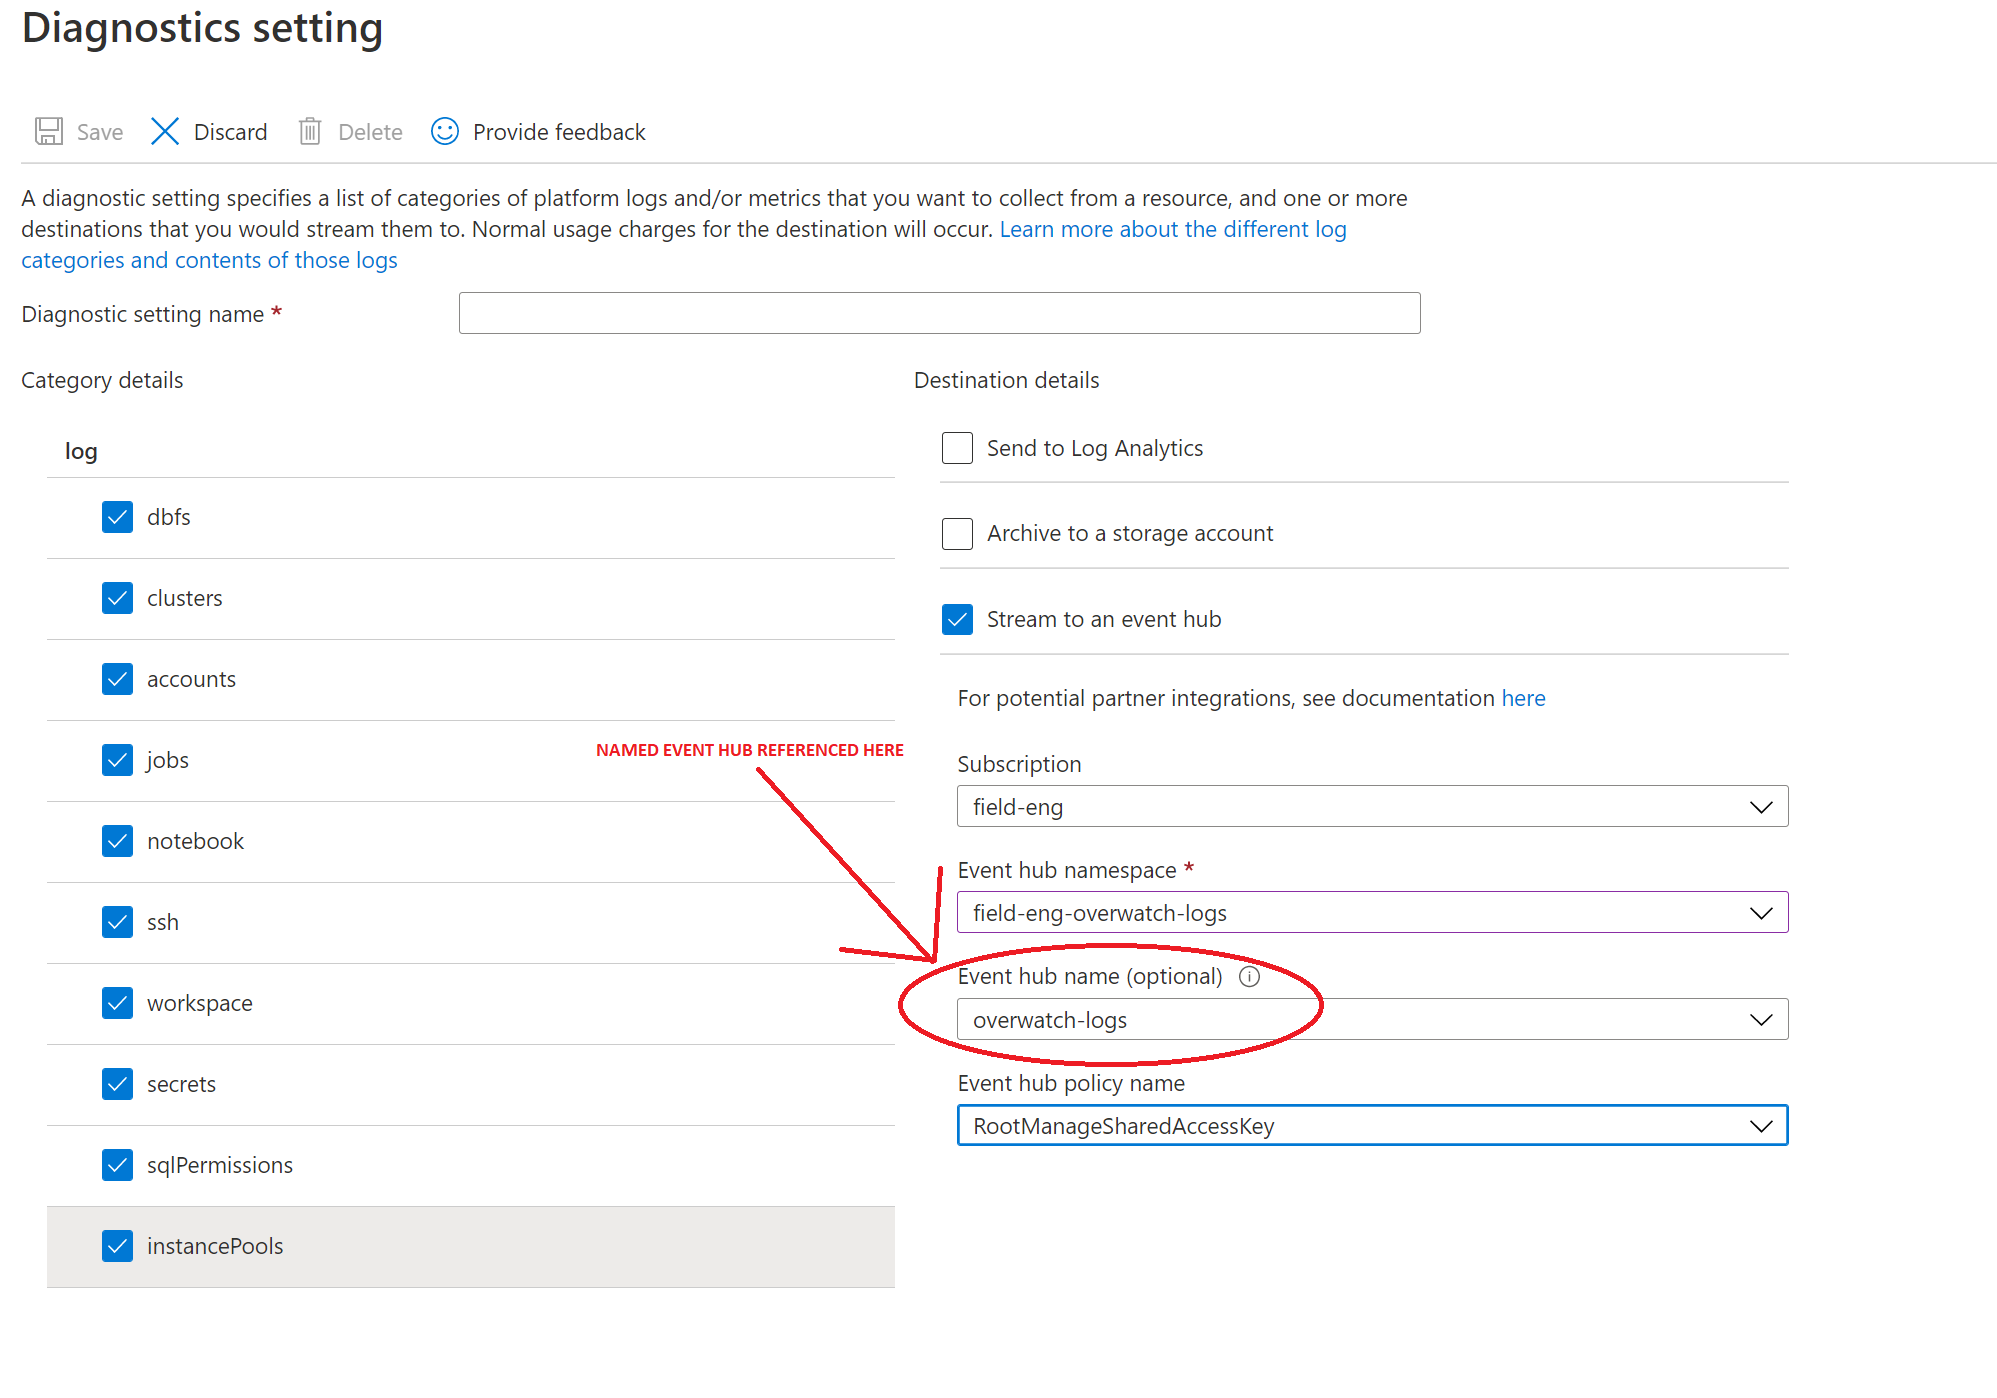 Diagnostics setting
Save Discard Delete Provide feedback
A diagnostic setting specifies a list of categories of platform logs and/or metrics that you want to collect from a resource, and one or more
destinations that you would stream them to. Normal usage charges for the destination will occur. Learn more about the different log
categories and contents of those logs
Diagnostic setting name *
Category details
log
dbfs
clusters
accounts
jobs
notebook
ssh
workspace
secrets
sqlPermissions
instancePools
Destination details
Send to Log Analytics
Archive to a storage account
Stream to an event hub
For potential partner integrations, see documentation here
NAMED EVENT HUB REFERENCED HERE
Subscription
field-eng
Event hub namespace *
field-eng-overwatch-logs
Event hub name (optional)
overwatch-logs
Event hub policy name
RootManageSharedAccessKey